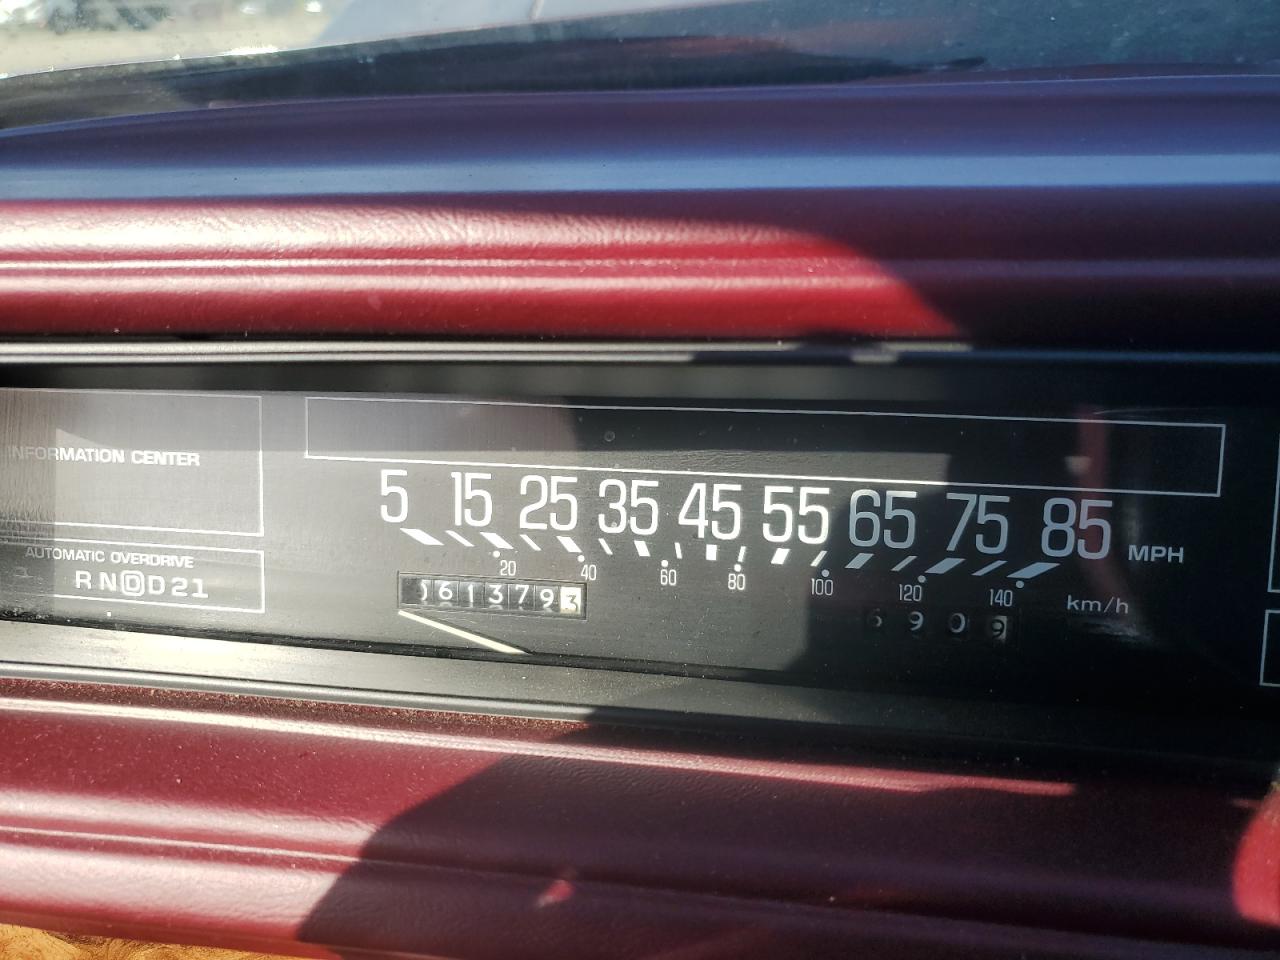 INFORMATION CENTER
5 15 25 35 45 55 65 75 85 MPH
20 40 60 80 100 120 140 km/h
AUTOMATIC OVERDRIVE
R N D D 2 1
613793
909